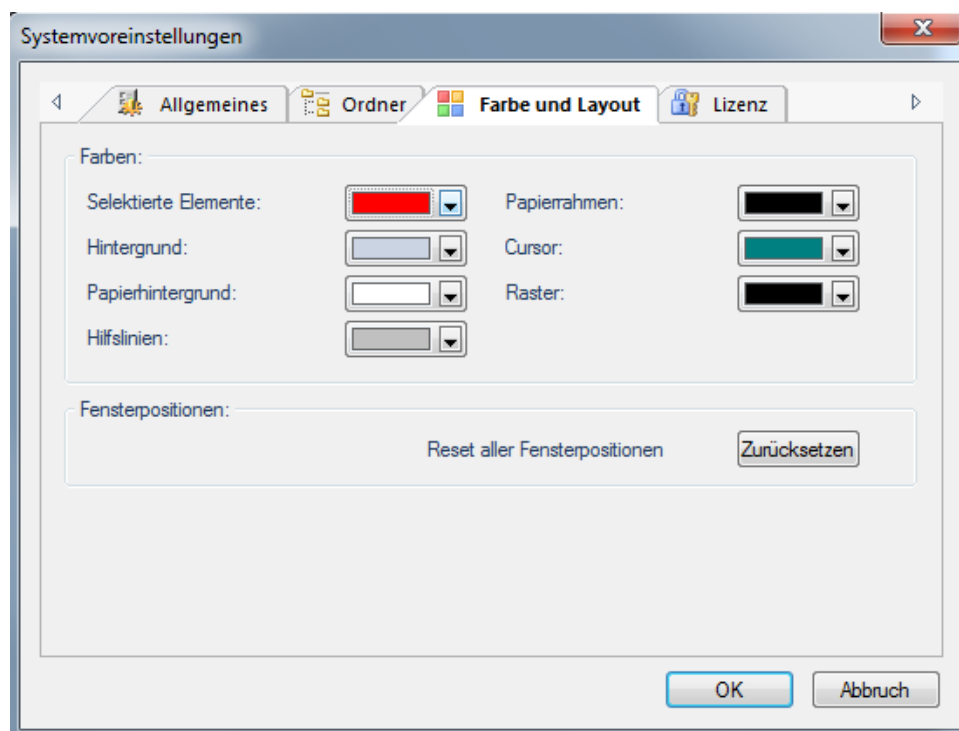 Systemvoreinstellungen
Allgemeines Ordner Farbe und Layout Lizenz
Farben:
Selektierte Elemente: Papierrahmen:
Hintergrund: Cursor:
Papierhintergrund: Raster:
Hilfslinien:
Fensterpositionen:
Reset aller Fensterpositionen Zurücksetzen
OK Abbruch